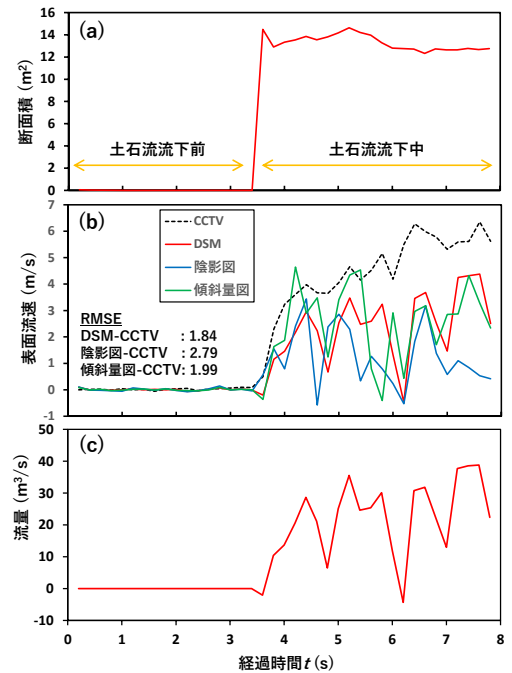 (a)
断面積 (m²)
16
14
12
10
8
6
4
2
0
土石流流下前
土石流流下中
(b)
表面流速 (m/s)
7
6
5
4
3
2
1
0
-1
CCTV
DSM
陰影図
傾斜量図
RMSE
DSM-CCTV : 1.84
陰影図-CCTV : 2.79
傾斜量図-CCTV: 1.99
(c)
流量 (m³/s)
50
40
30
20
10
0
-10
0 1 2 3 4 5 6 7 8
経過時間 t (s)